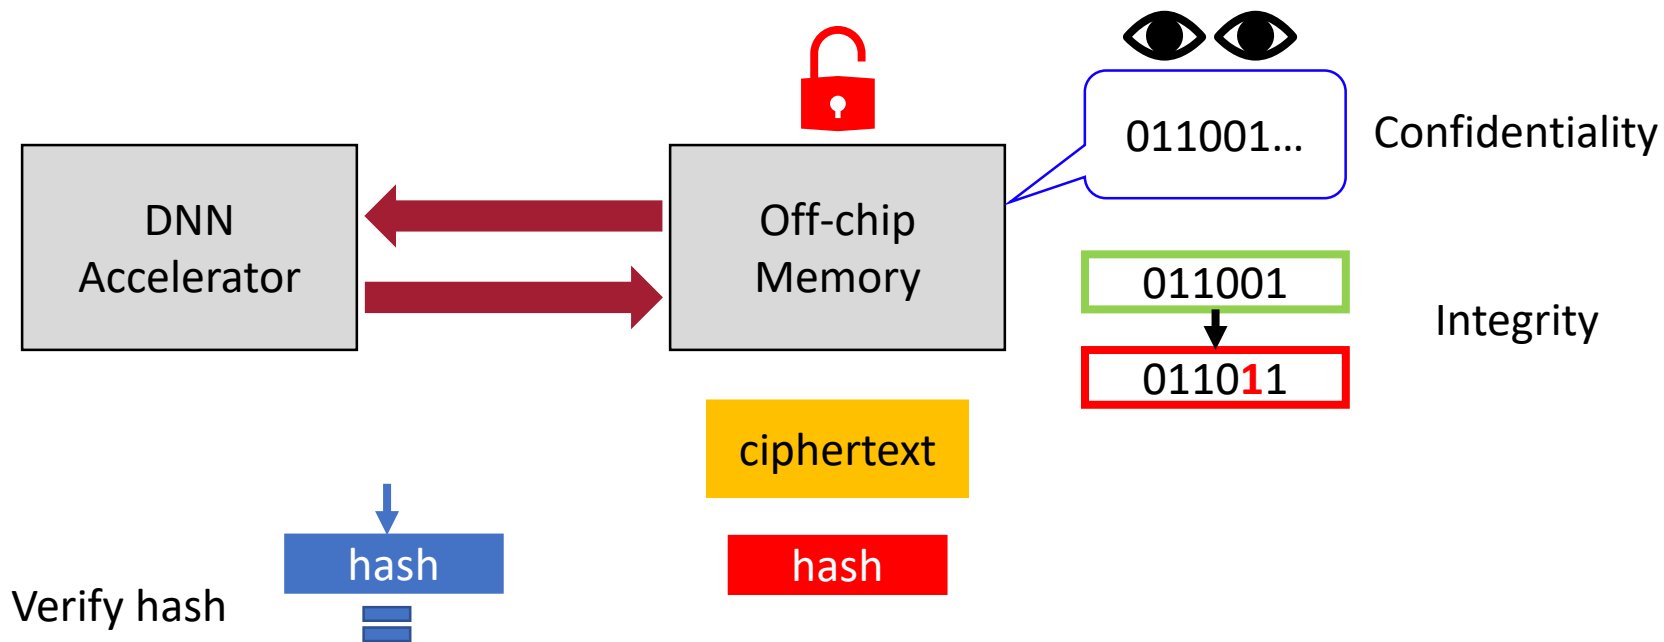 011001…
Confidentiality
DNN
Accelerator
Off-chip
Memory
011001
Integrity
011011
ciphertext
hash
hash
Verify hash